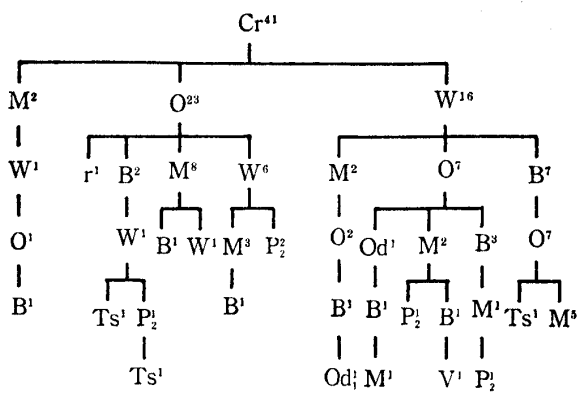 Cr⁴¹
M² O²³ W¹⁶
W¹ r¹ B² M⁸ W⁶ M² O⁷ B⁷
O¹ W¹ B¹ W¹ M³ P₂² O² Od¹ M² B³ O⁷
B¹ Ts¹ P₂¹ B¹ B¹ B¹ P₂¹ B¹ M¹ Ts¹ M⁵
Ts¹ Od₁¹ M¹ V¹ P₂¹